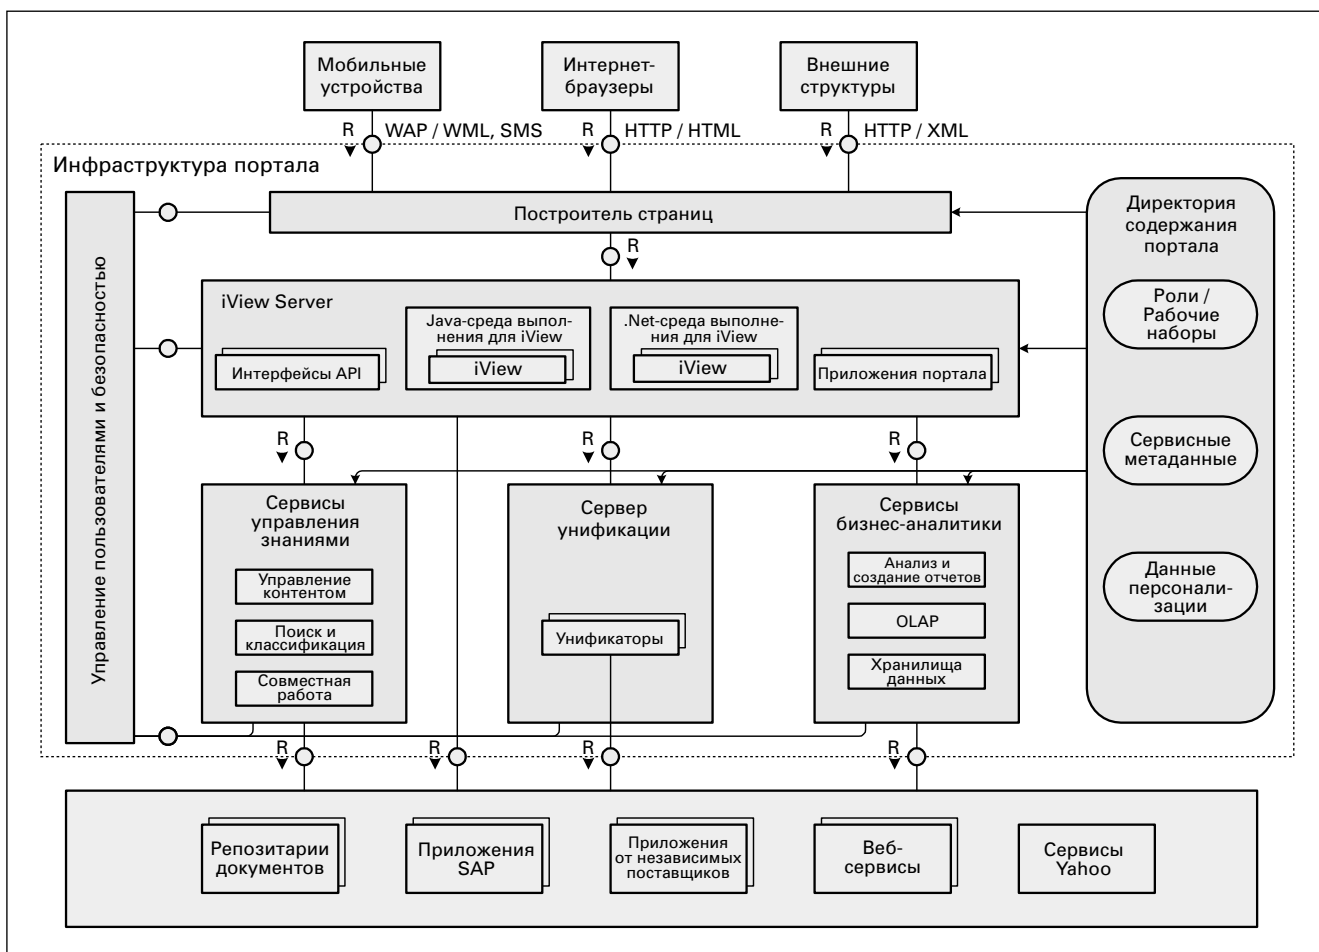 Мобильные
устройства
Интернет-
браузеры
Внешние
структуры
R
WAP / WML, SMS
R
HTTP / HTML
R
HTTP / XML
Инфраструктура портала
Управление пользователями и безопасностью
Построитель страниц
Директория
содержания
портала
R
iView Server
Интерфейсы API
Java-среда выпол-
нения для iView
iView
.Net-среда выполне-
ния для iView
iView
Приложения портала
Роли /
Рабочие
наборы
R
R
R
Сервисные
метаданные
Сервисы
управления
знаниями
Управление
контентом
Поиск и
классификация
Совместная
работа
Сервер
унификации
Унификаторы
Сервисы
бизнес-аналитики
Анализ и
создание отчетов
OLAP
Хранилища
данных
Данные
персонали-
зации
R
R
R
R
Репозитарии
документов
Приложения
SAP
Приложения
от независимых
поставщиков
Веб-
сервисы
Сервисы
Yahoo